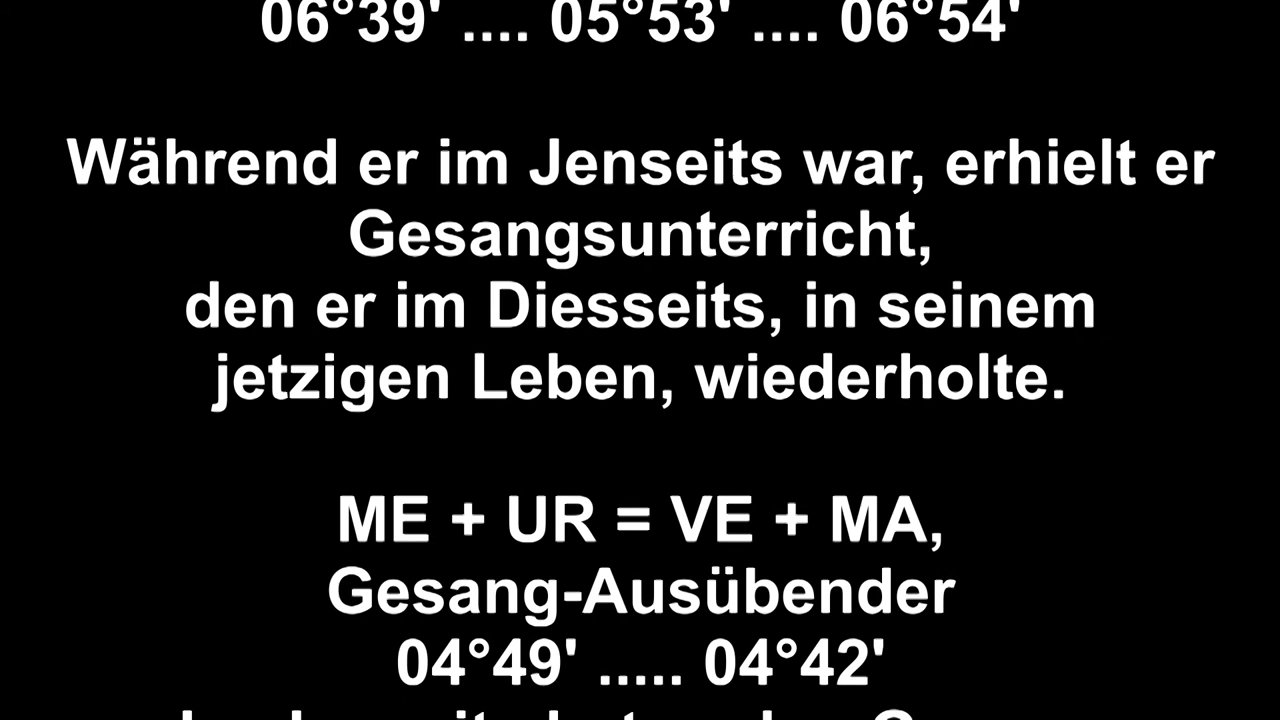 06°39' .... 05°53' .... 06°54'
Während er im Jenseits war, erhielt er
Gesangsunterricht,
den er im Diesseits, in seinem
jetzigen Leben, wiederholte.
ME + UR = VE + MA,
Gesang-Ausübender
04°49' ..... 04°42'